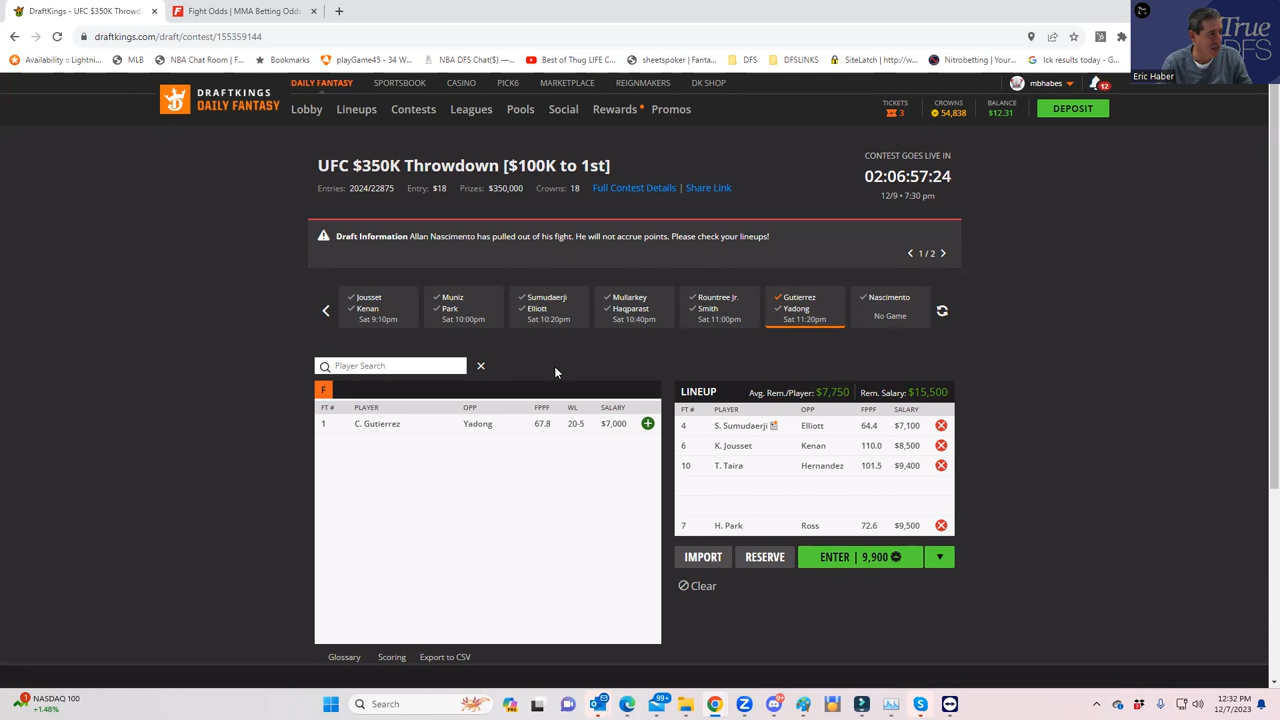 DraftKings - UFC $350K Throwd
Fight Odds | MMA Betting Odds
draftkings.com/draft/contest/155359144
Availability :: Lightni...
MLB
NBA Chat Room | F...
Bookmarks
playGame45 - 34 W...
Best of Thug LIFE C...
NBA DFS Chat($) —...
sheetspoker | Fanta...
DFS
DFSLINKS
SiteLatch | http://w...
Nitrobetting | Your...
Ick results today - G...
True
DFS
Eric Haber
DAILY FANTASY
SPORTSBOOK
CASINO
PICK6
MARKETPLACE
REIGNMAKERS
DK SHOP
mbhabes
12
DRAFTKINGS
DAILY FANTASY
Lobby
Lineups
Contests
Leagues
Pools
Social
Rewards
Promos
TICKETS
3
CROWNS
54,838
BALANCE
$12.31
DEPOSIT
UFC $350K Throwdown [$100K to 1st]
Entries: 2024/22875 Entry: $18 Prizes: $350,000 Crowns: 18 Full Contest Details | Share Link
CONTEST GOES LIVE IN
02:06:57:24
12/9 • 7:30 pm
Draft Information Allan Nascimento has pulled out of his fight. He will not accrue points. Please check your lineups!
1 / 2
Jousset
Kenan
Sat 9:10pm
Muniz
Park
Sat 10:00pm
Sumudaerji
Elliott
Sat 10:20pm
Mullarkey
Haqparast
Sat 10:40pm
Rountree Jr.
Smith
Sat 11:00pm
Gutierrez
Yadong
Sat 11:20pm
Nascimento
No Game
Player Search
F
FT # PLAYER OPP FPPF WL SALARY
1 C. Gutierrez Yadong 67.8 20-5 $7,000
LINEUP Avg. Rem./Player: $7,750 Rem. Salary: $15,500
FT # PLAYER OPP FPPF SALARY
4 S. Sumudaerji Elliott 64.4 $7,100
6 K. Jousset Kenan 110.0 $8,500
10 T. Taira Hernandez 101.5 $9,400
7 H. Park Ross 72.6 $9,500
IMPORT
RESERVE
ENTER | 9,900
Clear
Glossary
Scoring
Export to CSV
1
NASDAQ 100
+1.48%
Search
99+
12:32 PM
12/7/2023